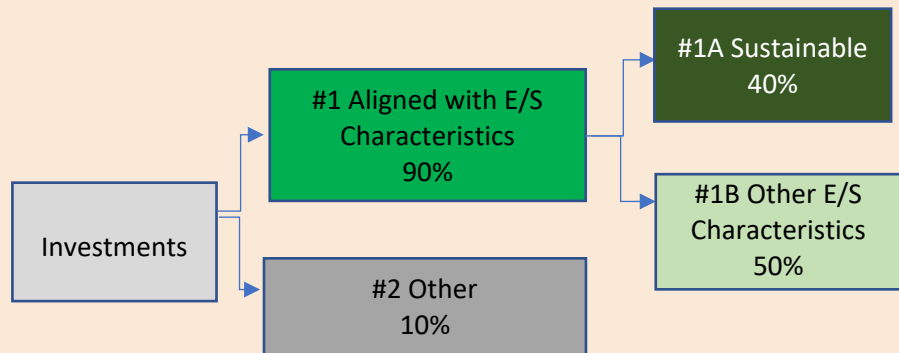 Investments
#1 Aligned with E/S
Characteristics
90%
#2 Other
10%
#1A Sustainable
40%
#1B Other E/S
Characteristics
50%